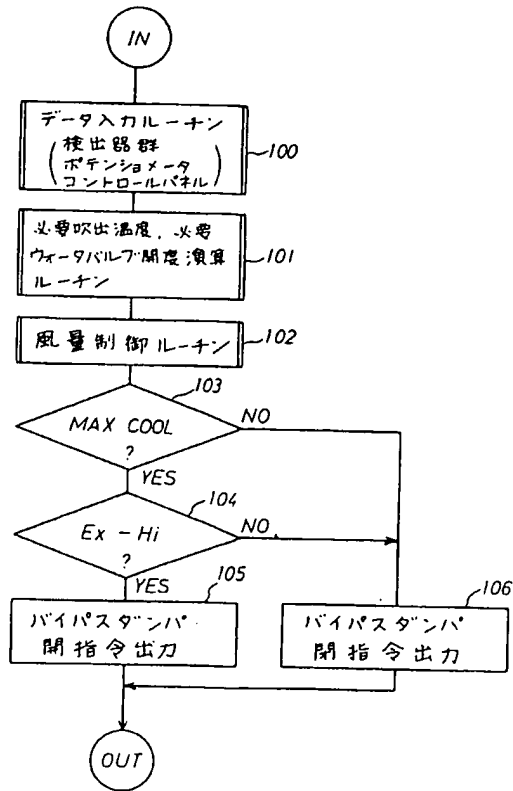 IN
データ入力ルーチン
検出器群
ポテンショメータ
コントロールパネル
100
必要吹出温度、必要
ウォータバルブ開度演算
ルーチン
101
風量制御ルーチン
102
103
MAX COOL
?
NO
YES
104
Ex-Hi
?
NO
YES
105
バイパスダンパ
開指令出力
106
バイパスダンパ
閉指令出力
OUT